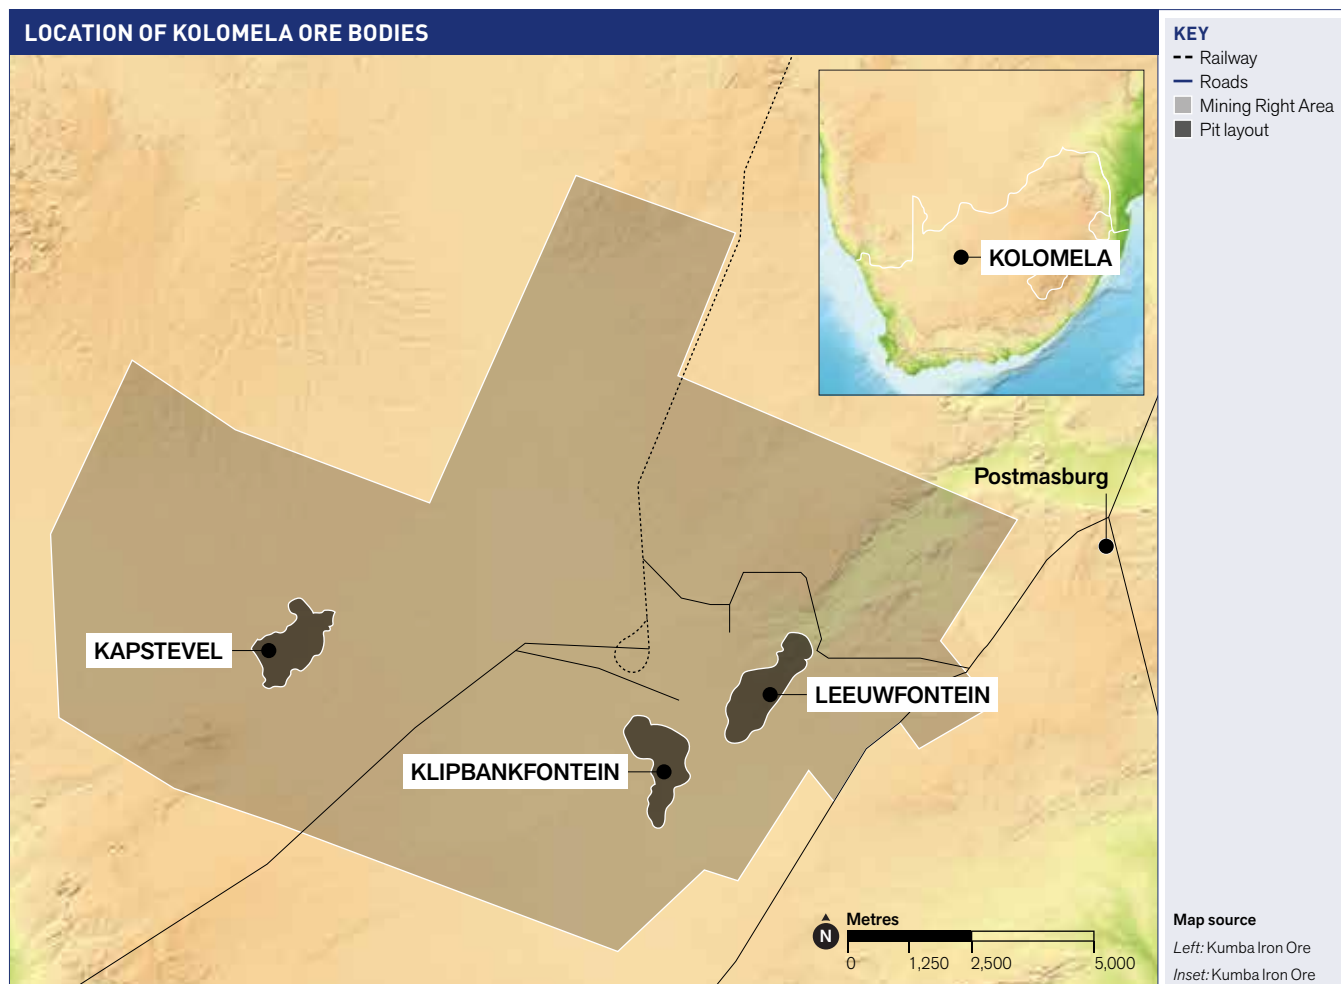 LOCATION OF KOLOMELA ORE BODIES
KEY
Railway
Roads
Mining Right Area
Pit layout
KOLOMELA
Postmasburg
KAPSTEVEL
LEEUWFONTEIN
KLIPBANKFONTEIN
N
Metres
0 1,250 2,500 5,000
Map source
Left: Kumba Iron Ore
Inset: Kumba Iron Ore